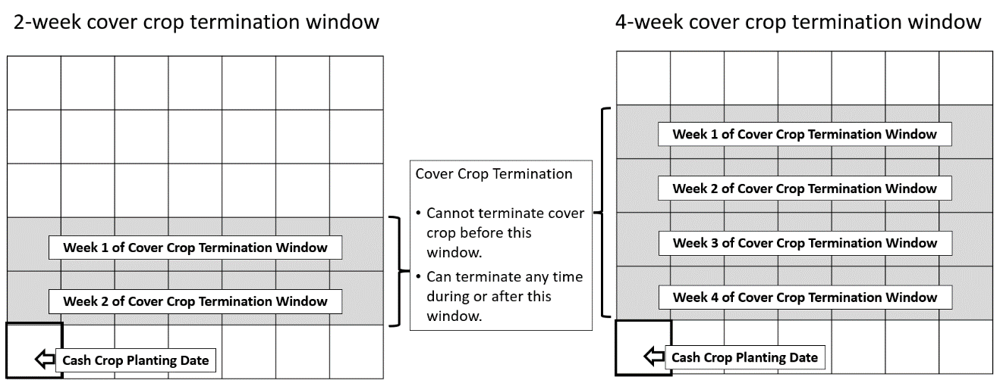 2-week cover crop termination window
4-week cover crop termination window
Week 1 of Cover Crop Termination Window
Week 2 of Cover Crop Termination Window
Cash Crop Planting Date
Cover Crop Termination
• Cannot terminate cover
crop before this
window.
• Can terminate any time
during or after this
window.
Week 1 of Cover Crop Termination Window
Week 2 of Cover Crop Termination Window
Week 3 of Cover Crop Termination Window
Week 4 of Cover Crop Termination Window
Cash Crop Planting Date